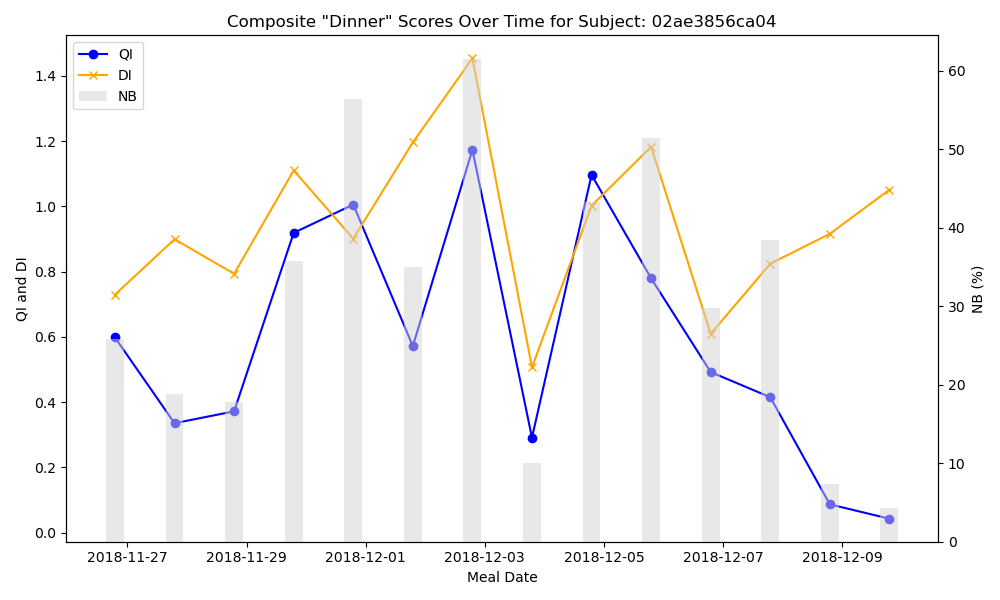 Composite "Dinner" Scores Over Time for Subject: 02ae3856ca04
QI
DI
NB
1.4
1.2
1.0
0.8
0.6
0.4
0.2
0.0
QI and DI
60
50
40
30
20
10
0
NB (%)
2018-11-27 2018-11-29 2018-12-01 2018-12-03 2018-12-05 2018-12-07 2018-12-09
Meal Date